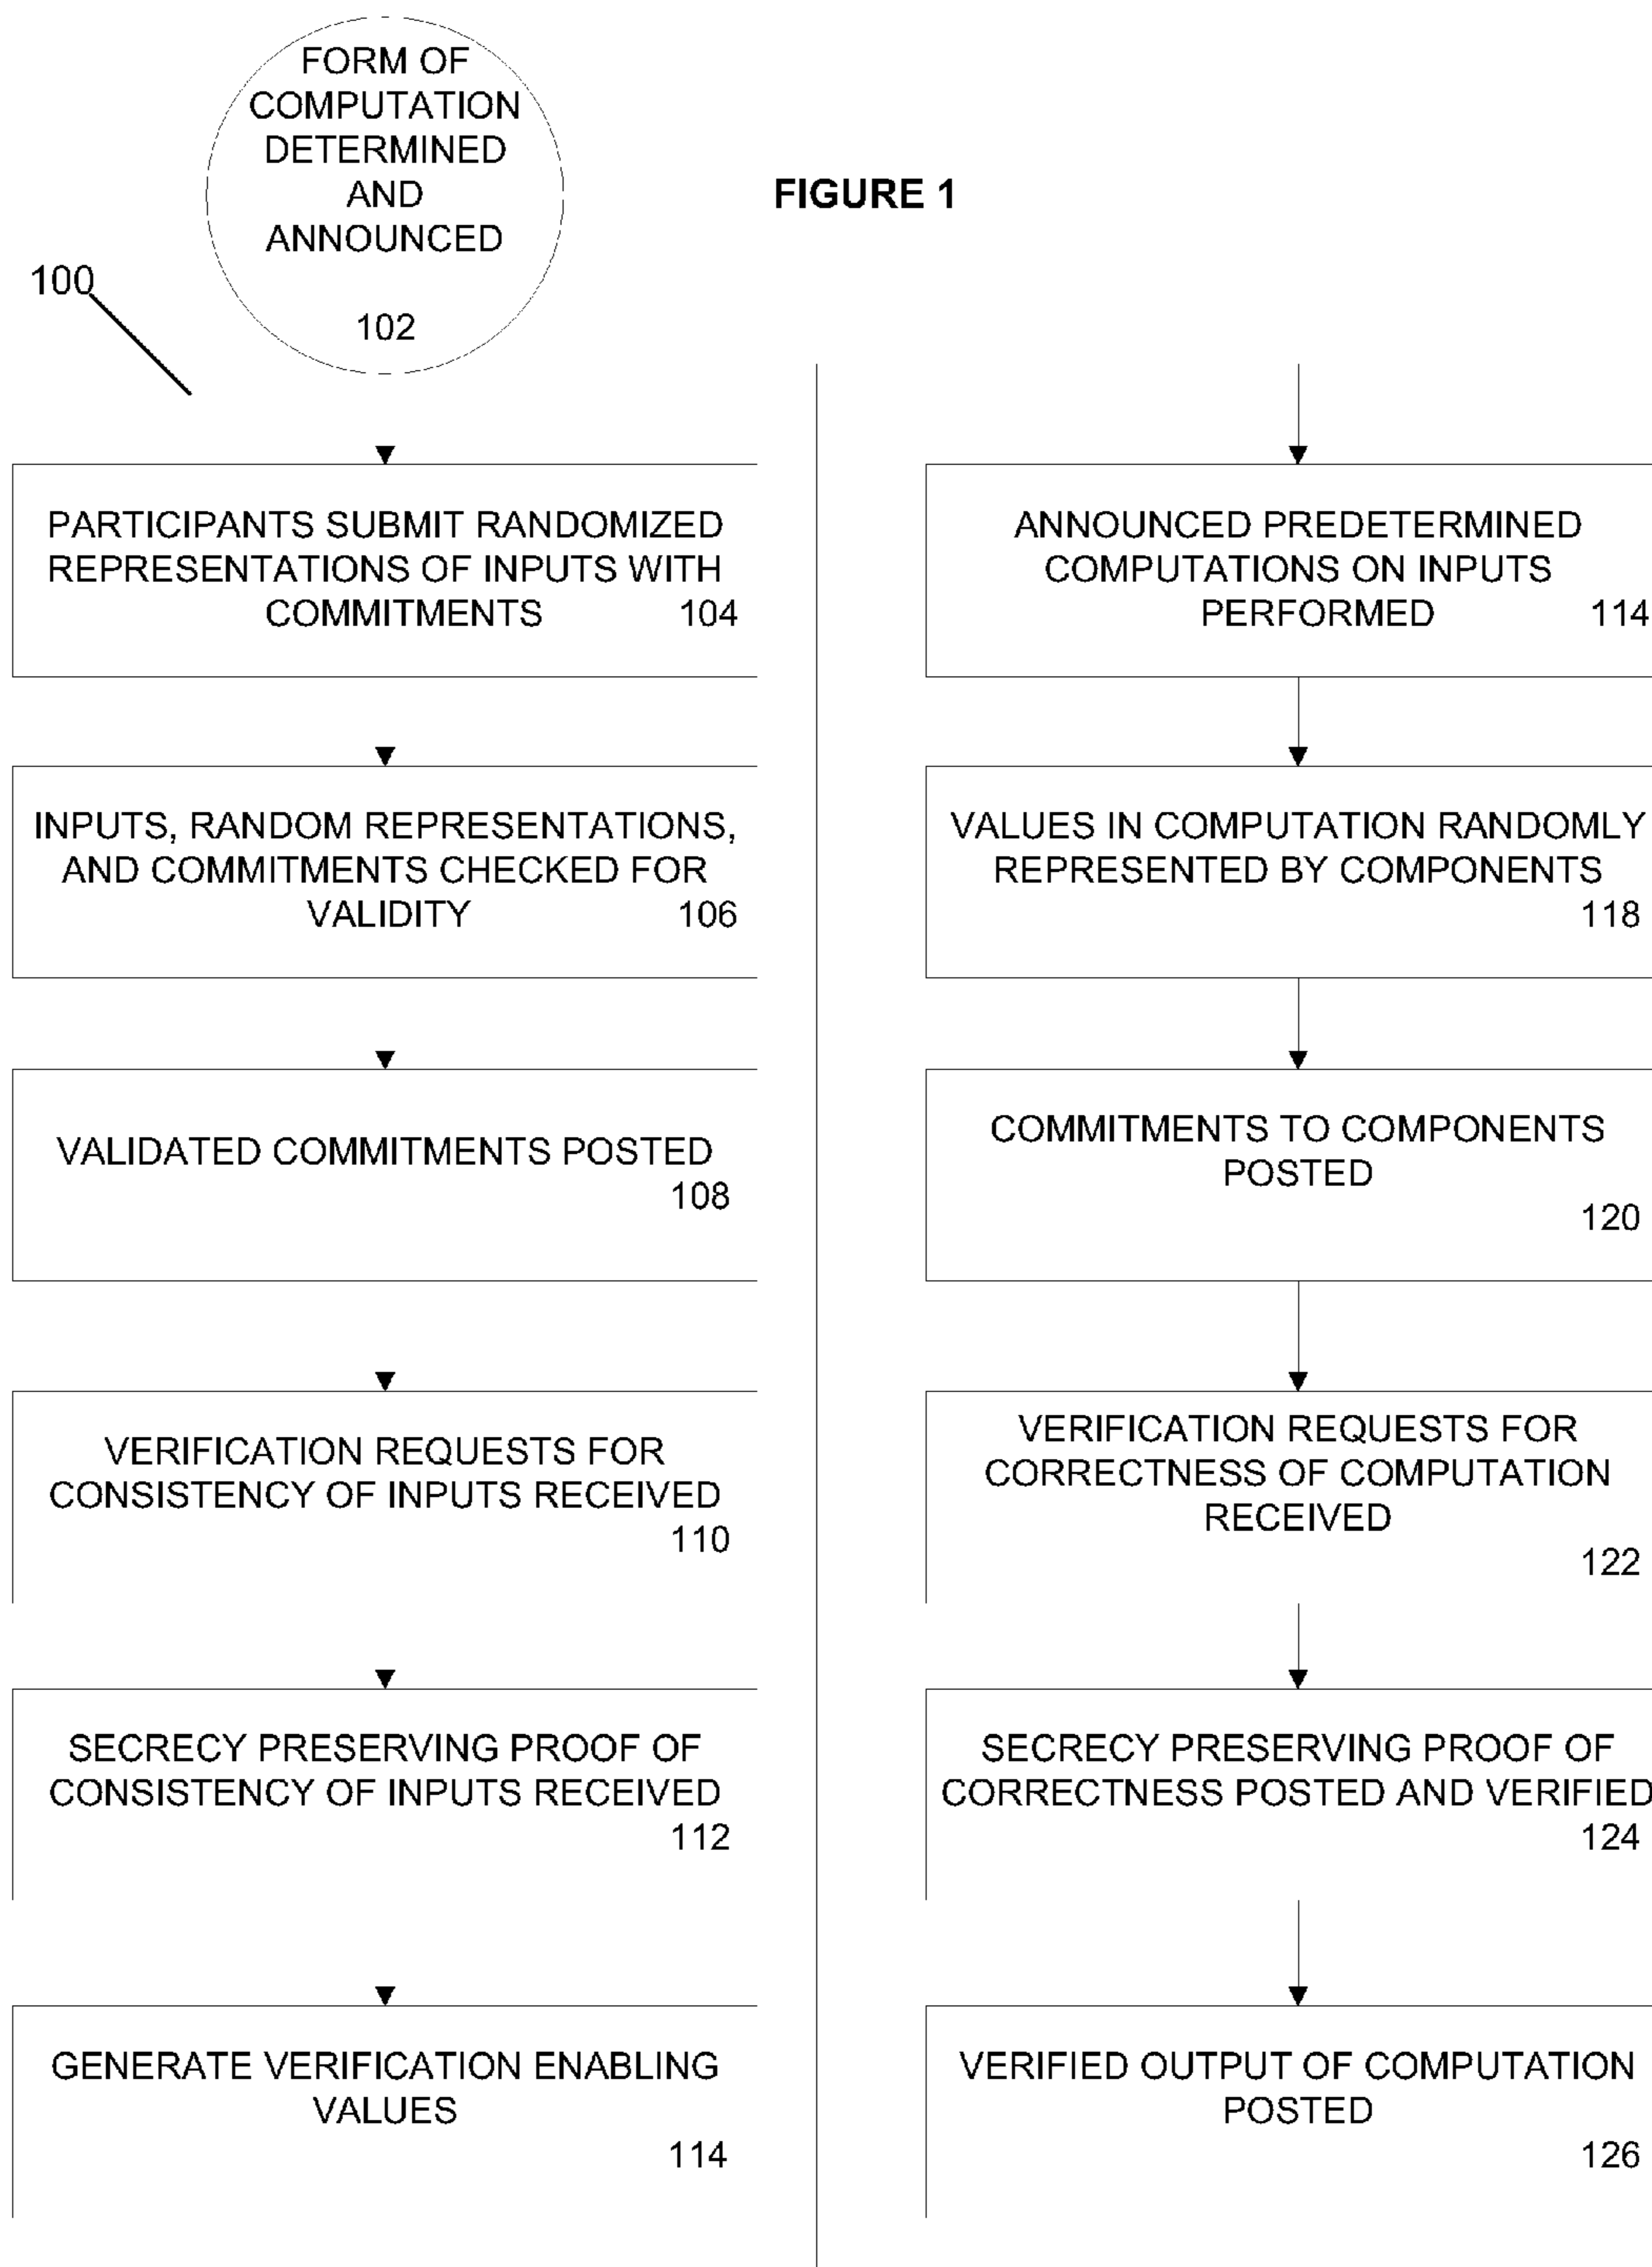 FORM OF
COMPUTATION
DETERMINED
AND
ANNOUNCED
102
FIGURE 1
100
PARTICIPANTS SUBMIT RANDOMIZED
REPRESENTATIONS OF INPUTS WITH
COMMITMENTS 104
INPUTS, RANDOM REPRESENTATIONS,
AND COMMITMENTS CHECKED FOR
VALIDITY 106
VALIDATED COMMITMENTS POSTED
108
VERIFICATION REQUESTS FOR
CONSISTENCY OF INPUTS RECEIVED
110
SECRECY PRESERVING PROOF OF
CONSISTENCY OF INPUTS RECEIVED
112
GENERATE VERIFICATION ENABLING
VALUES
114
ANNOUNCED PREDETERMINED
COMPUTATIONS ON INPUTS
PERFORMED 114
VALUES IN COMPUTATION RANDOMLY
REPRESENTED BY COMPONENTS
118
COMMITMENTS TO COMPONENTS
POSTED
120
VERIFICATION REQUESTS FOR
CORRECTNESS OF COMPUTATION
RECEIVED
122
SECRECY PRESERVING PROOF OF
CORRECTNESS POSTED AND VERIFIED
124
VERIFIED OUTPUT OF COMPUTATION
POSTED
126